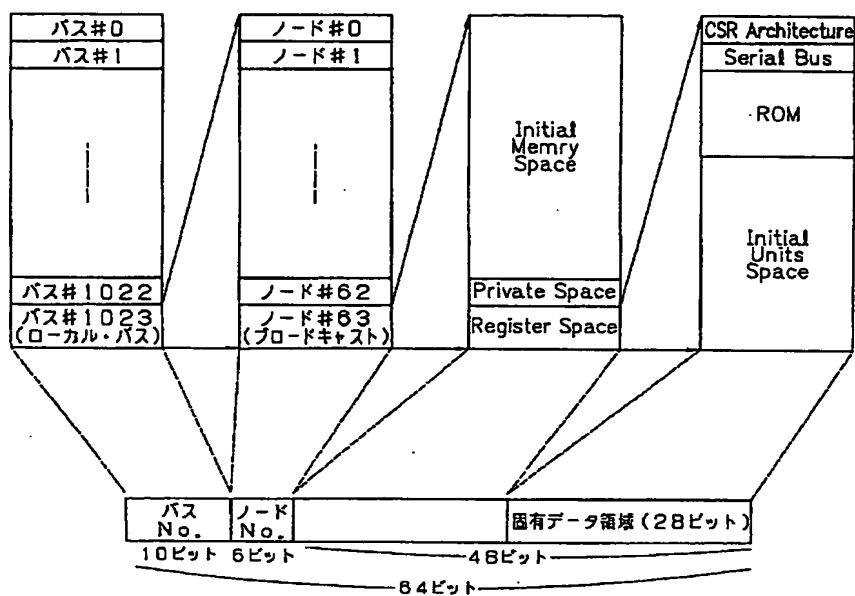 バス#0
バス#1
バス#1022
バス#1023
(ローカル・バス)
ノード#0
ノード#1
ノード#62
ノード#63
(ブロードキャスト)
Initial
Memry
Space
Private Space
Register Space
CSR Architecture
Serial Bus
ROM
Initial
Units
Space
バス
No.
ノード
No.
固有データ領域(28ビット)
10ビット 6ビット 48ビット
64ビット